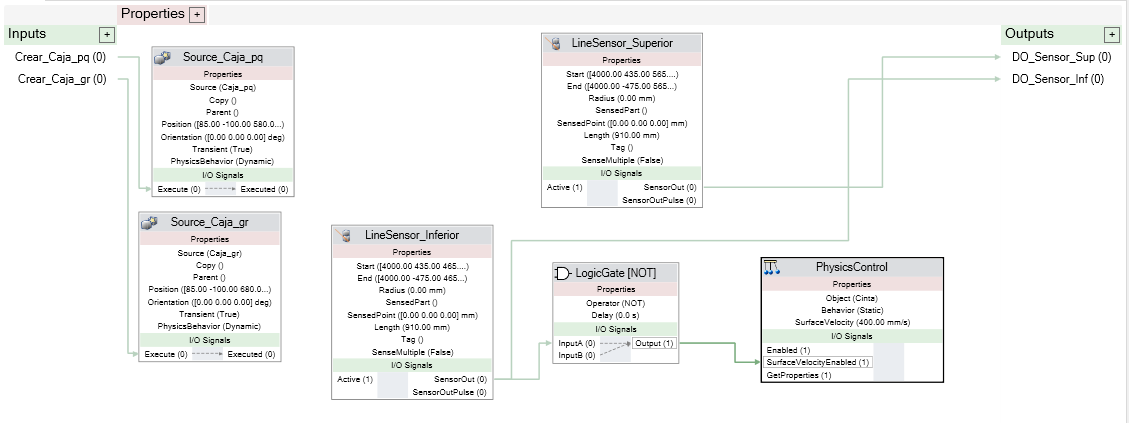 Properties +
Inputs +
Crear_Caja_pq (0)
Crear_Caja_gr (0)
Source_Caja_pq
Properties
Source (Caja_pq)
Copy ()
Parent ()
Position ([85.00 -100.00 580.0...)
Orientation ([0.00 0.00 0.00] deg)
Transient (True)
PhysicsBehavior (Dynamic)
I/O Signals
Execute (0) Executed (0)
Source_Caja_gr
Properties
Source (Caja_gr)
Copy ()
Parent ()
Position ([85.00 -100.00 680.0...)
Orientation ([0.00 0.00 0.00] deg)
Transient (True)
PhysicsBehavior (Dynamic)
I/O Signals
Execute (0) Executed (0)
LineSensor_Inferior
Properties
Start ([4000.00 435.00 465....)
End ([4000.00 -475.00 465...)
Radius (0.00 mm)
SensedPart ()
SensedPoint ([0.00 0.00 0.00] mm)
Length (910.00 mm)
Tag ()
SenseMultiple (False)
I/O Signals
Active (1) SensorOut (0)
SensorOutPulse (0)
LineSensor_Superior
Properties
Start ([4000.00 435.00 565....)
End ([4000.00 -475.00 565...)
Radius (0.00 mm)
SensedPart ()
SensedPoint ([0.00 0.00 0.00] mm)
Length (910.00 mm)
Tag ()
SenseMultiple (False)
I/O Signals
Active (1) SensorOut (0)
SensorOutPulse (0)
LogicGate [NOT]
Properties
Operator (NOT)
Delay (0.0 s)
I/O Signals
InputA (0) Output (1)
InputB (0)
PhysicsControl
Properties
Object (Cinta)
Behavior (Static)
SurfaceVelocity (400.00 mm/s)
I/O Signals
Enabled (1)
SurfaceVelocityEnabled (1)
GetProperties (1)
Outputs +
DO_Sensor_Sup (0)
DO_Sensor_Inf (0)